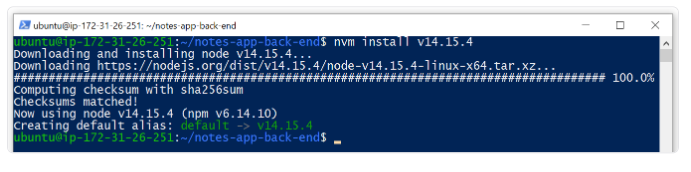 ubuntu@ip-172-31-26-251: ~/notes-app-back-end
ubuntu@ip-172-31-26-251:~/notes-app-back-end$ nvm install v14.15.4
Downloading and installing node v14.15.4...
Downloading https://nodejs.org/dist/v14.15.4/node-v14.15.4-linux-x64.tar.xz...
######################################################################################### 100.0%
Computing checksum with sha256sum
Checksums matched!
Now using node v14.15.4 (npm v6.14.10)
Creating default alias: default -> v14.15.4
ubuntu@ip-172-31-26-251:~/notes-app-back-end$